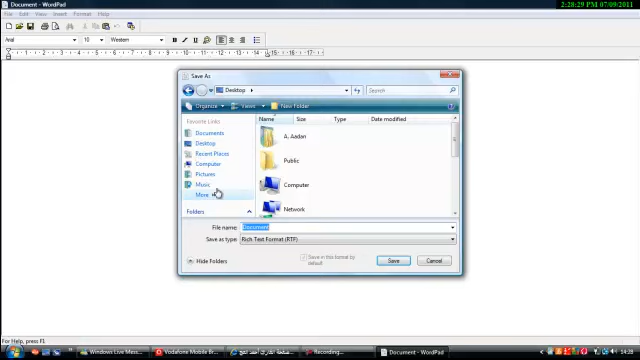 Document - WordPad
2:28:29 PM 07/09/2011
File Edit View Insert Format Help
Arial 10 Western
Save As
Desktop
Search
Organize Views New Folder
Favorite Links
Name Size Type Date modified
Documents
Desktop
Recent Places
Computer
Pictures
Music
More
Folders
A, Aadan
Public
Computer
Network
File name: Document
Save as type: Rich Text Format (RTF)
Hide Folders
Save in this format by default
Save Cancel
For Help, press F1
Windows Live Mess...
Vodafone Mobile Br...
Recording...
Document - WordPad
14:28